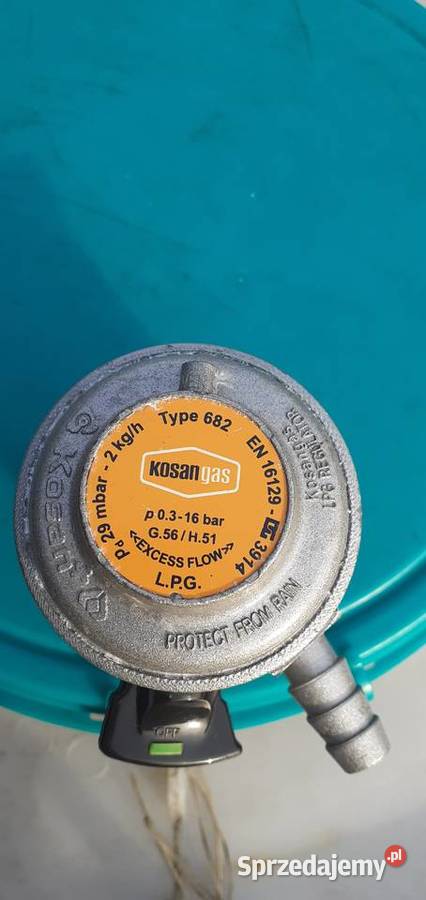 Pd 29 mbar - 2 kg/h Type 682 EN 16129 - 3914
KOSANgas
p 0.3-16 bar
G.56 / H.51
<<EXCESS FLOW>>
L.P.G.
Kosangas
LPG REGULATOR
Kosan
PROTECT FROM RAIN
OFF
Sprzedajemy.pl